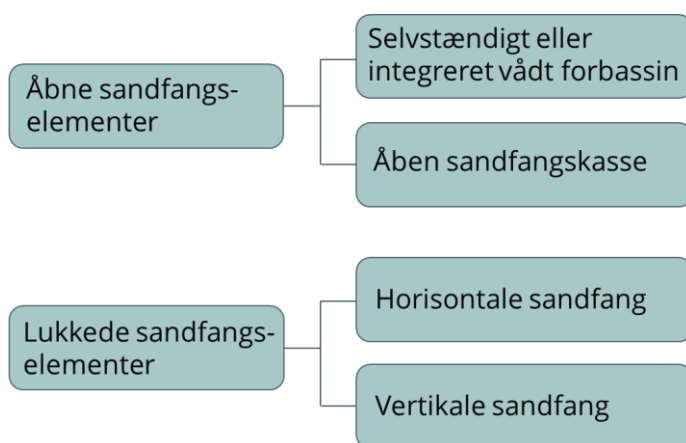 Åbne sandfangs-
elementer
Selvstændigt eller
integreret vådt forbassin
Åben sandfangskasse
Lukkede sandfangs-
elementer
Horisontale sandfang
Vertikale sandfang